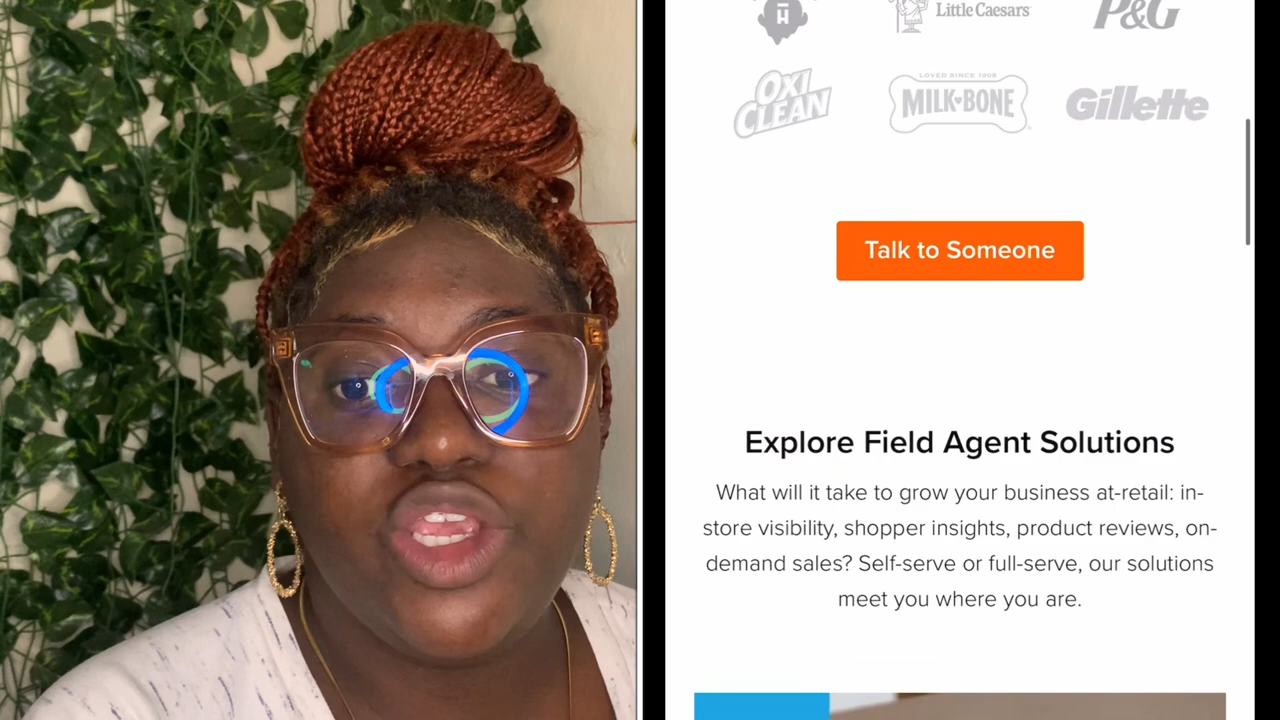 H
Little Caesars
P&G
OXI
CLEAN
LOVED SINCE 1908
MILK-BONE
Gillette
Talk to Someone
Explore Field Agent Solutions
What will it take to grow your business at-retail: in-
store visibility, shopper insights, product reviews, on-
demand sales? Self-serve or full-serve, our solutions
meet you where you are.